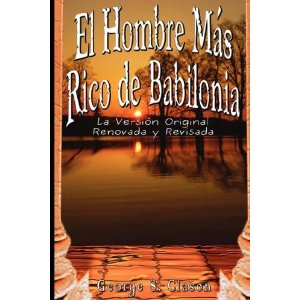 El Hombre Más
Rico de Babilonia
La Versión Original
Renovada y Revisada
George S. Clason